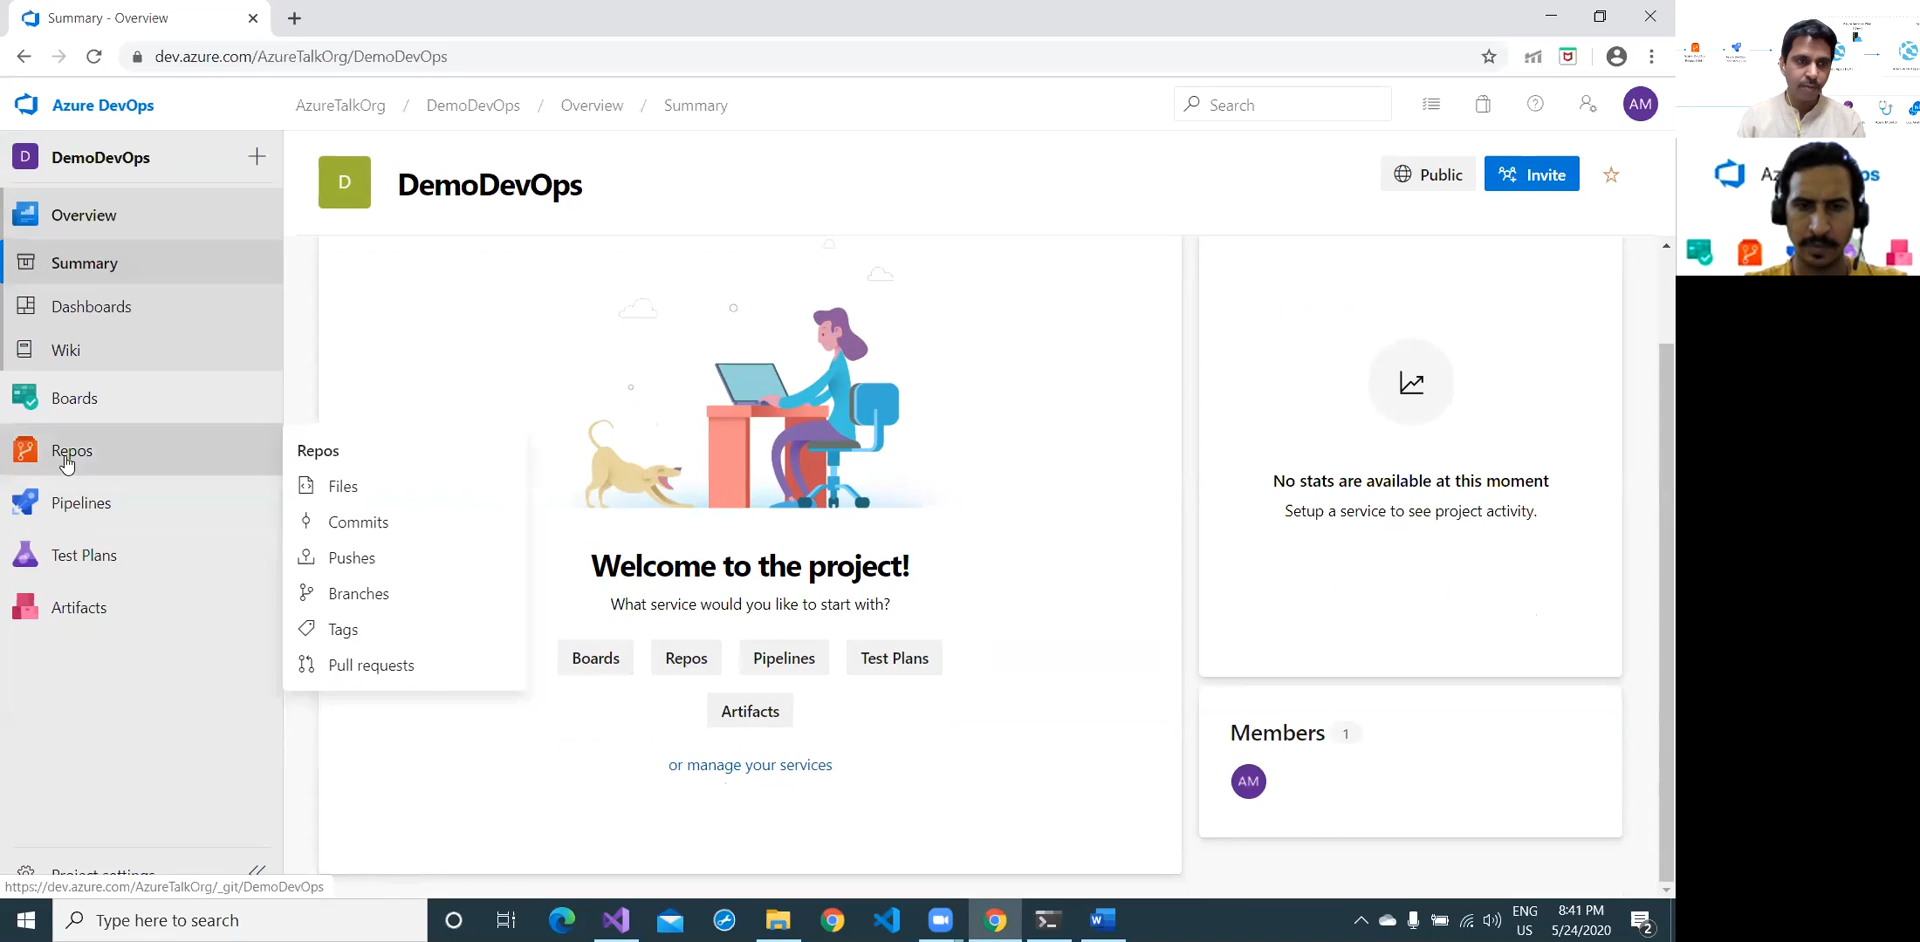 Summary - Overview
dev.azure.com/AzureTalkOrg/DemoDevOps
Azure DevOps
AzureTalkOrg / DemoDevOps / Overview / Summary
Search
AM
D DemoDevOps
D
DemoDevOps
Public
Invite
Overview
Summary
Dashboards
Wiki
Boards
Repos
Pipelines
Test Plans
Artifacts
Project settings
Repos
Files
Commits
Pushes
Branches
Tags
Pull requests
Welcome to the project!
What service would you like to start with?
Boards
Repos
Pipelines
Test Plans
Artifacts
or manage your services
No stats are available at this moment
Setup a service to see project activity.
Members 1
AM
https://dev.azure.com/AzureTalkOrg/_git/DemoDevOps
Type here to search
ENG
US
8:41 PM
5/24/2020
2